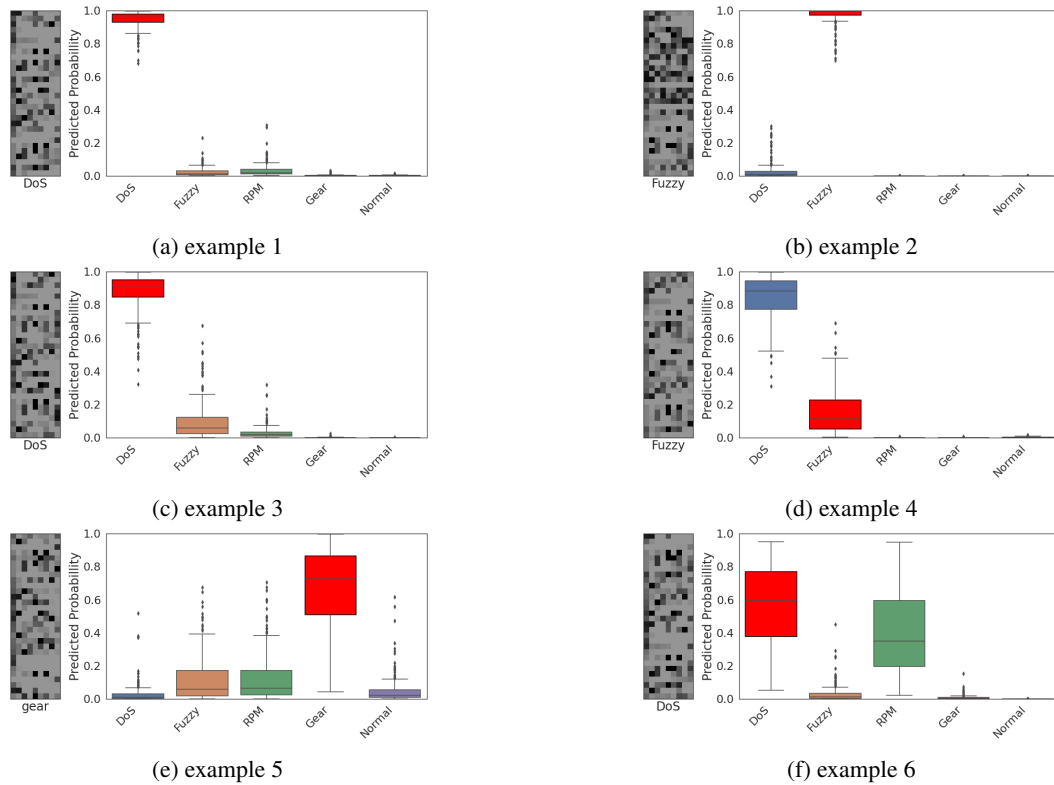 1.0
0.8
0.6
0.4
0.2
0.0
Predicted Probabillity
DoS
DoS
Fuzzy
RPM
Gear
Normal
(a) example 1
1.0
0.8
0.6
0.4
0.2
0.0
Predicted Probabillity
Fuzzy
DoS
Fuzzy
RPM
Gear
Normal
(b) example 2
1.0
0.8
0.6
0.4
0.2
0.0
Predicted Probabillity
DoS
DoS
Fuzzy
RPM
Gear
Normal
(c) example 3
1.0
0.8
0.6
0.4
0.2
0.0
Predicted Probabillity
Fuzzy
DoS
Fuzzy
RPM
Gear
Normal
(d) example 4
1.0
0.8
0.6
0.4
0.2
0.0
Predicted Probabillity
gear
DoS
Fuzzy
RPM
Gear
Normal
(e) example 5
1.0
0.8
0.6
0.4
0.2
0.0
Predicted Probabillity
DoS
DoS
Fuzzy
RPM
Gear
Normal
(f) example 6